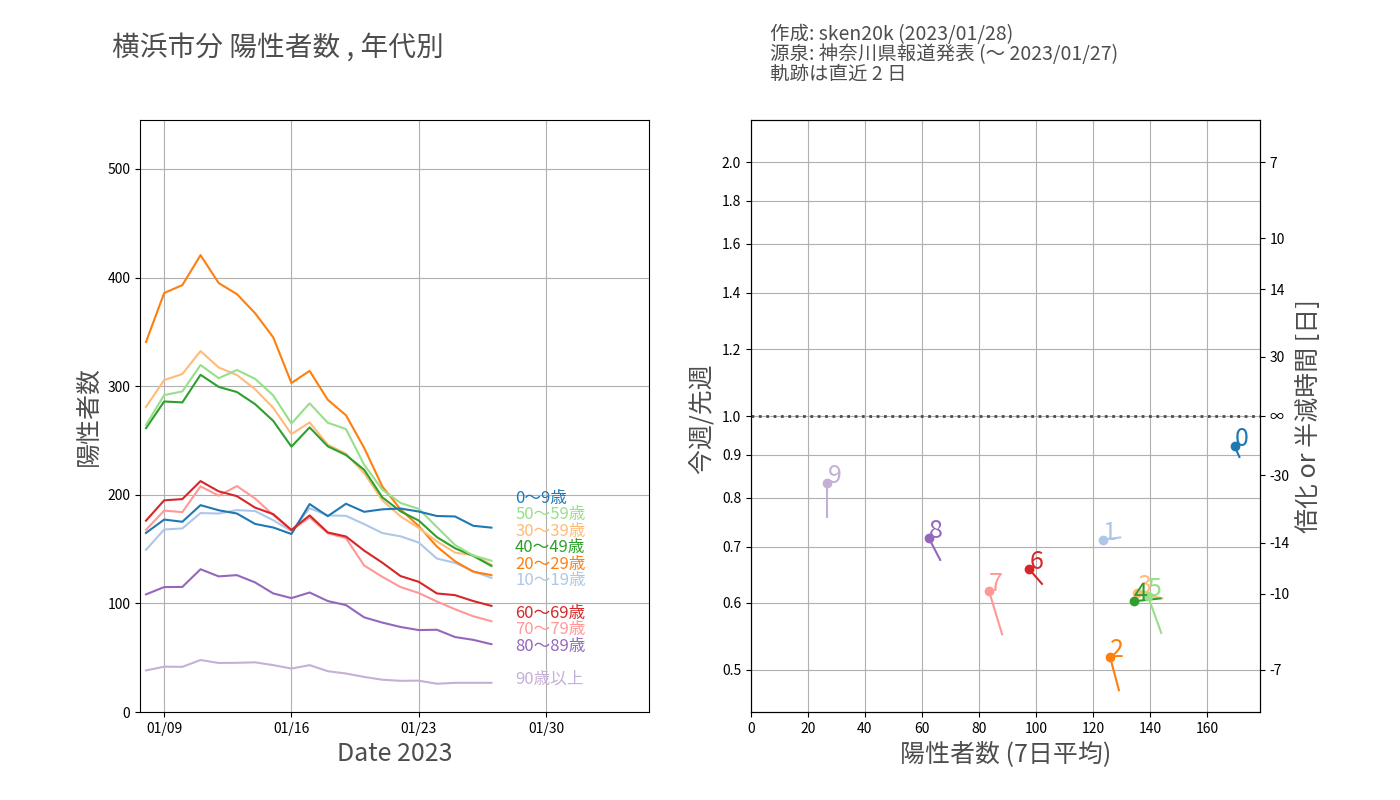 横浜市分 陽性者数 , 年代別
作成: sken20k (2023/01/28)
源泉: 神奈川県報道発表 (～ 2023/01/27)
軌跡は直近 2 日
陽性者数
500
400
300
200
100
0
0～9歳
50～59歳
30～39歳
40～49歳
20～29歳
10～19歳
60～69歳
70～79歳
80～89歳
90歳以上
01/09
01/16
01/23
01/30
Date 2023
今週/先週
2.0
1.8
1.6
1.4
1.2
1.0
0.9
0.8
0.7
0.6
0.5
0
9
8
1
6
7
3
4
5
2
7
10
14
30
∞
-30
-14
-10
-7
倍化 or 半減時間 [日]
0
20
40
60
80
100
120
140
160
陽性者数 (7日平均)